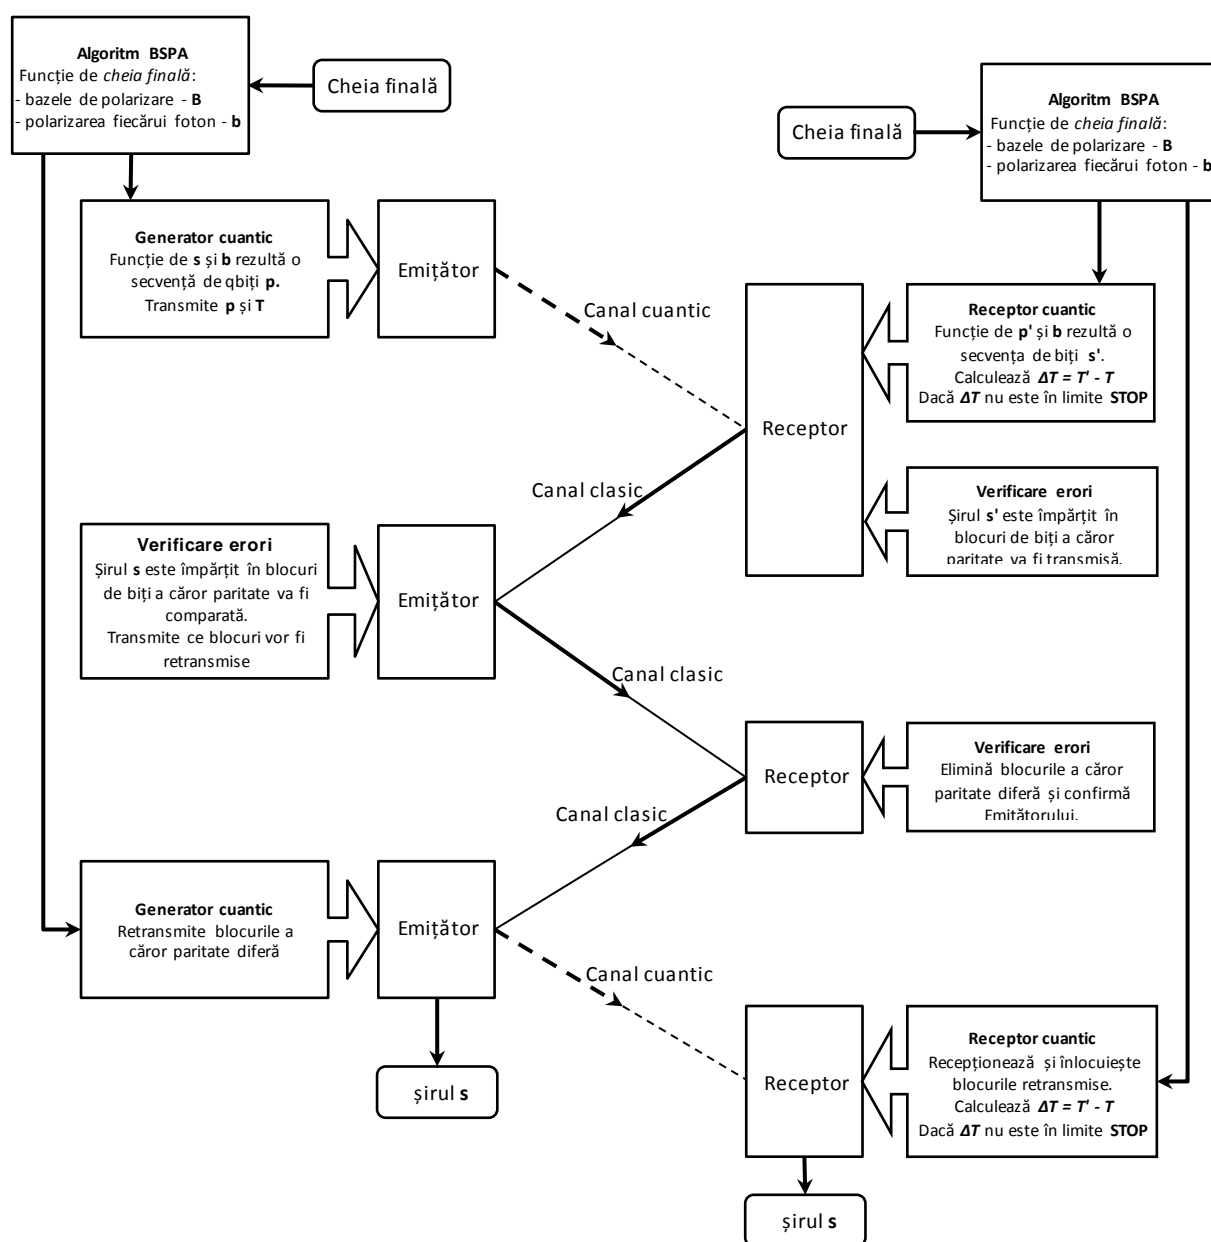 Algoritm BSPA
Funcție de cheia finală:
- bazele de polarizare - B
- polarizarea fiecărui foton - b
Cheia finală
Algoritm BSPA
Funcție de cheia finală:
- bazele de polarizare - B
- polarizarea fiecărui foton - b
Cheia finală
Generator cuantic
Funcție de s și b rezultă o
secvență de qbiți p.
Transmite p și T
Emițător
Canal cuantic
Receptor cuantic
Funcție de p' și b rezultă o
secvența de biți s'.
Calculează ΔT = T' - T
Dacă ΔT nu este în limite STOP
Receptor
Canal clasic
Verificare erori
Șirul s' este împărțit în
blocuri de biți a căror
paritate va fi transmisă.
Verificare erori
Șirul s este împărțit în blocuri
de biți a căror paritate va fi
comparată.
Transmite ce blocuri vor fi
retransmise
Emițător
Canal clasic
Receptor
Verificare erori
Elimină blocurile a căror
paritate diferă și confirmă
Emițătorului.
Canal clasic
Generator cuantic
Retransmite blocurile a
căror paritate diferă
Emițător
Canal cuantic
Receptor
Receptor cuantic
Recepționează și înlocuiește
blocurile retransmise.
Calculează ΔT = T' - T
Dacă ΔT nu este în limite STOP
șirul s
șirul s